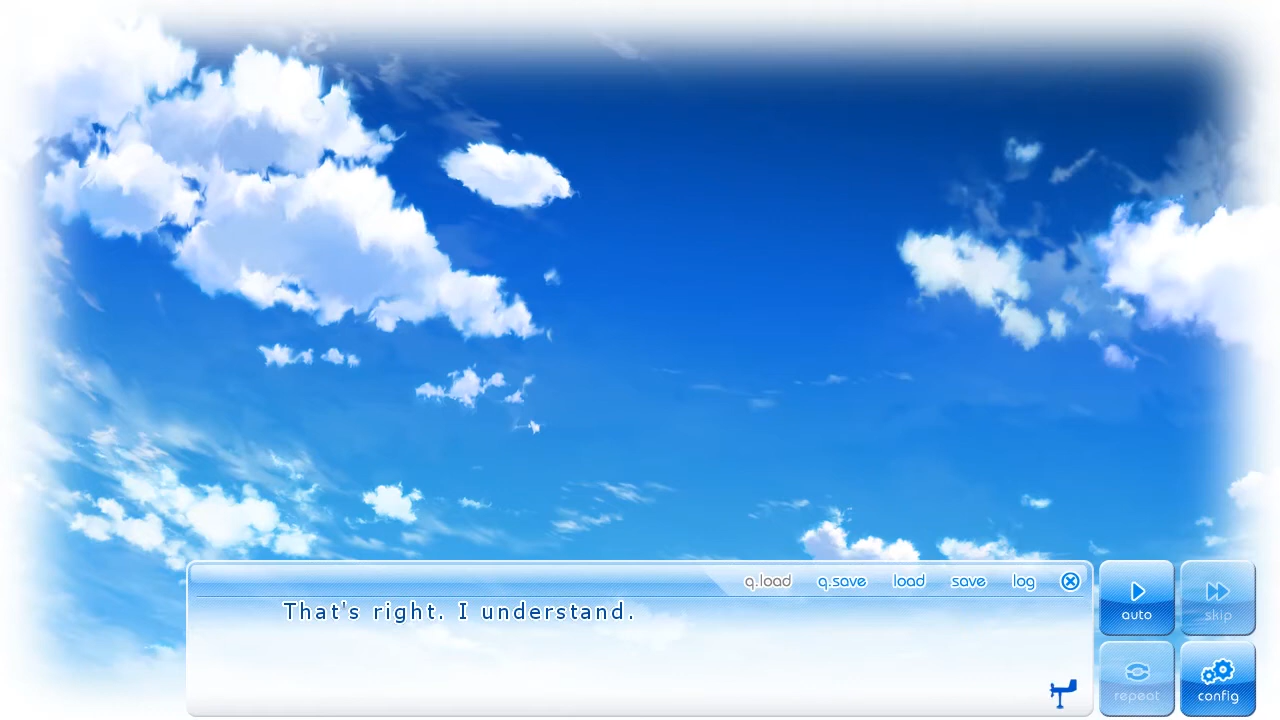 q.load q.save load save log
That's right. I understand.
auto
skip
repeat
config